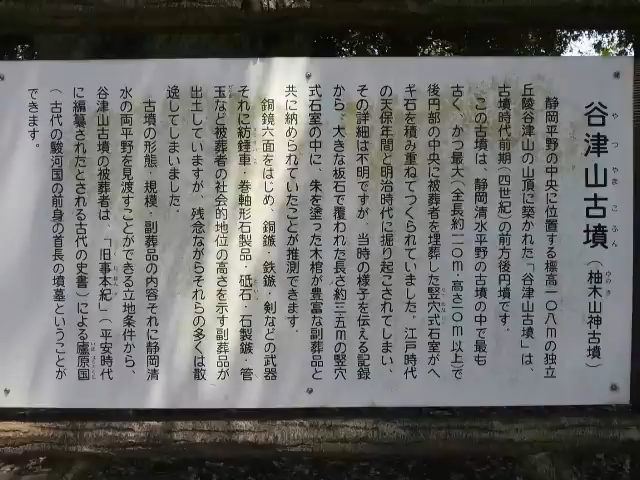 谷津山古墳（柚木山神古墳）
やつやまこふん
ゆのき
静岡平野の中央に位置する標高一〇八mの独立
丘陵谷津山の山頂に築かれた「谷津山古墳」は、
古墳時代前期（四世紀）の前方後円墳です。
この古墳は、静岡清水平野の古墳の中で最も
古く、かつ最大（全長約一一〇m・高さ一〇m以上）で
後円部の中央に被葬者を埋葬した竪穴式石室がへ
キ石を積み重ねてつくられていました。江戸時代
の天保年間と明治時代に掘り起こされてしまい、
その詳細は不明ですが、当時の様子を伝える記録
から、大きな板石で覆われた長さ約三五mの竪穴
式石室の中に、朱を塗った木棺が豊富な副葬品と
共に納められていたことが推測できます。
銅鏡六面をはじめ、銅鏃・鉄鏃・剣などの武器
それに紡錘車・巻軸形石製品・砥石・石製鏃・管
玉など被葬者の社会的地位の高さを示す副葬品が
出土していますが、残念ながらそれらの多くは散
逸してしまいました。
古墳の形態・規模・副葬品の内容それに静岡清
水の両平野を見渡すことができる立地条件から、
谷津山古墳の被葬者は、「旧事本紀」（平安時代
に編纂されたとされる古代の史書）による廬原国
（古代の駿河国の前身の首長の墳墓ということか
できます。